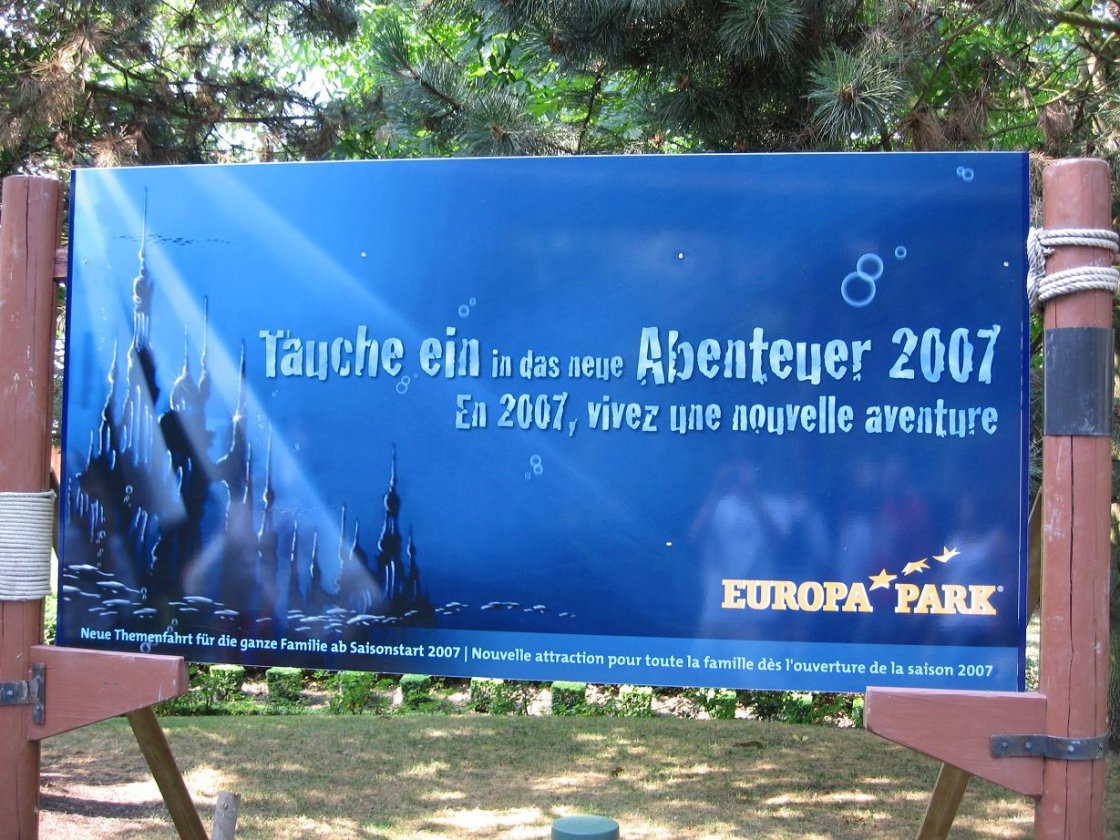 Tauche ein in das neue Abenteuer 2007
En 2007, vivez une nouvelle aventure
EUROPA PARK®
Neue Themenfahrt für die ganze Familie ab Saisonstart 2007 | Nouvelle attraction pour toute la famille dès l'ouverture de la saison 2007